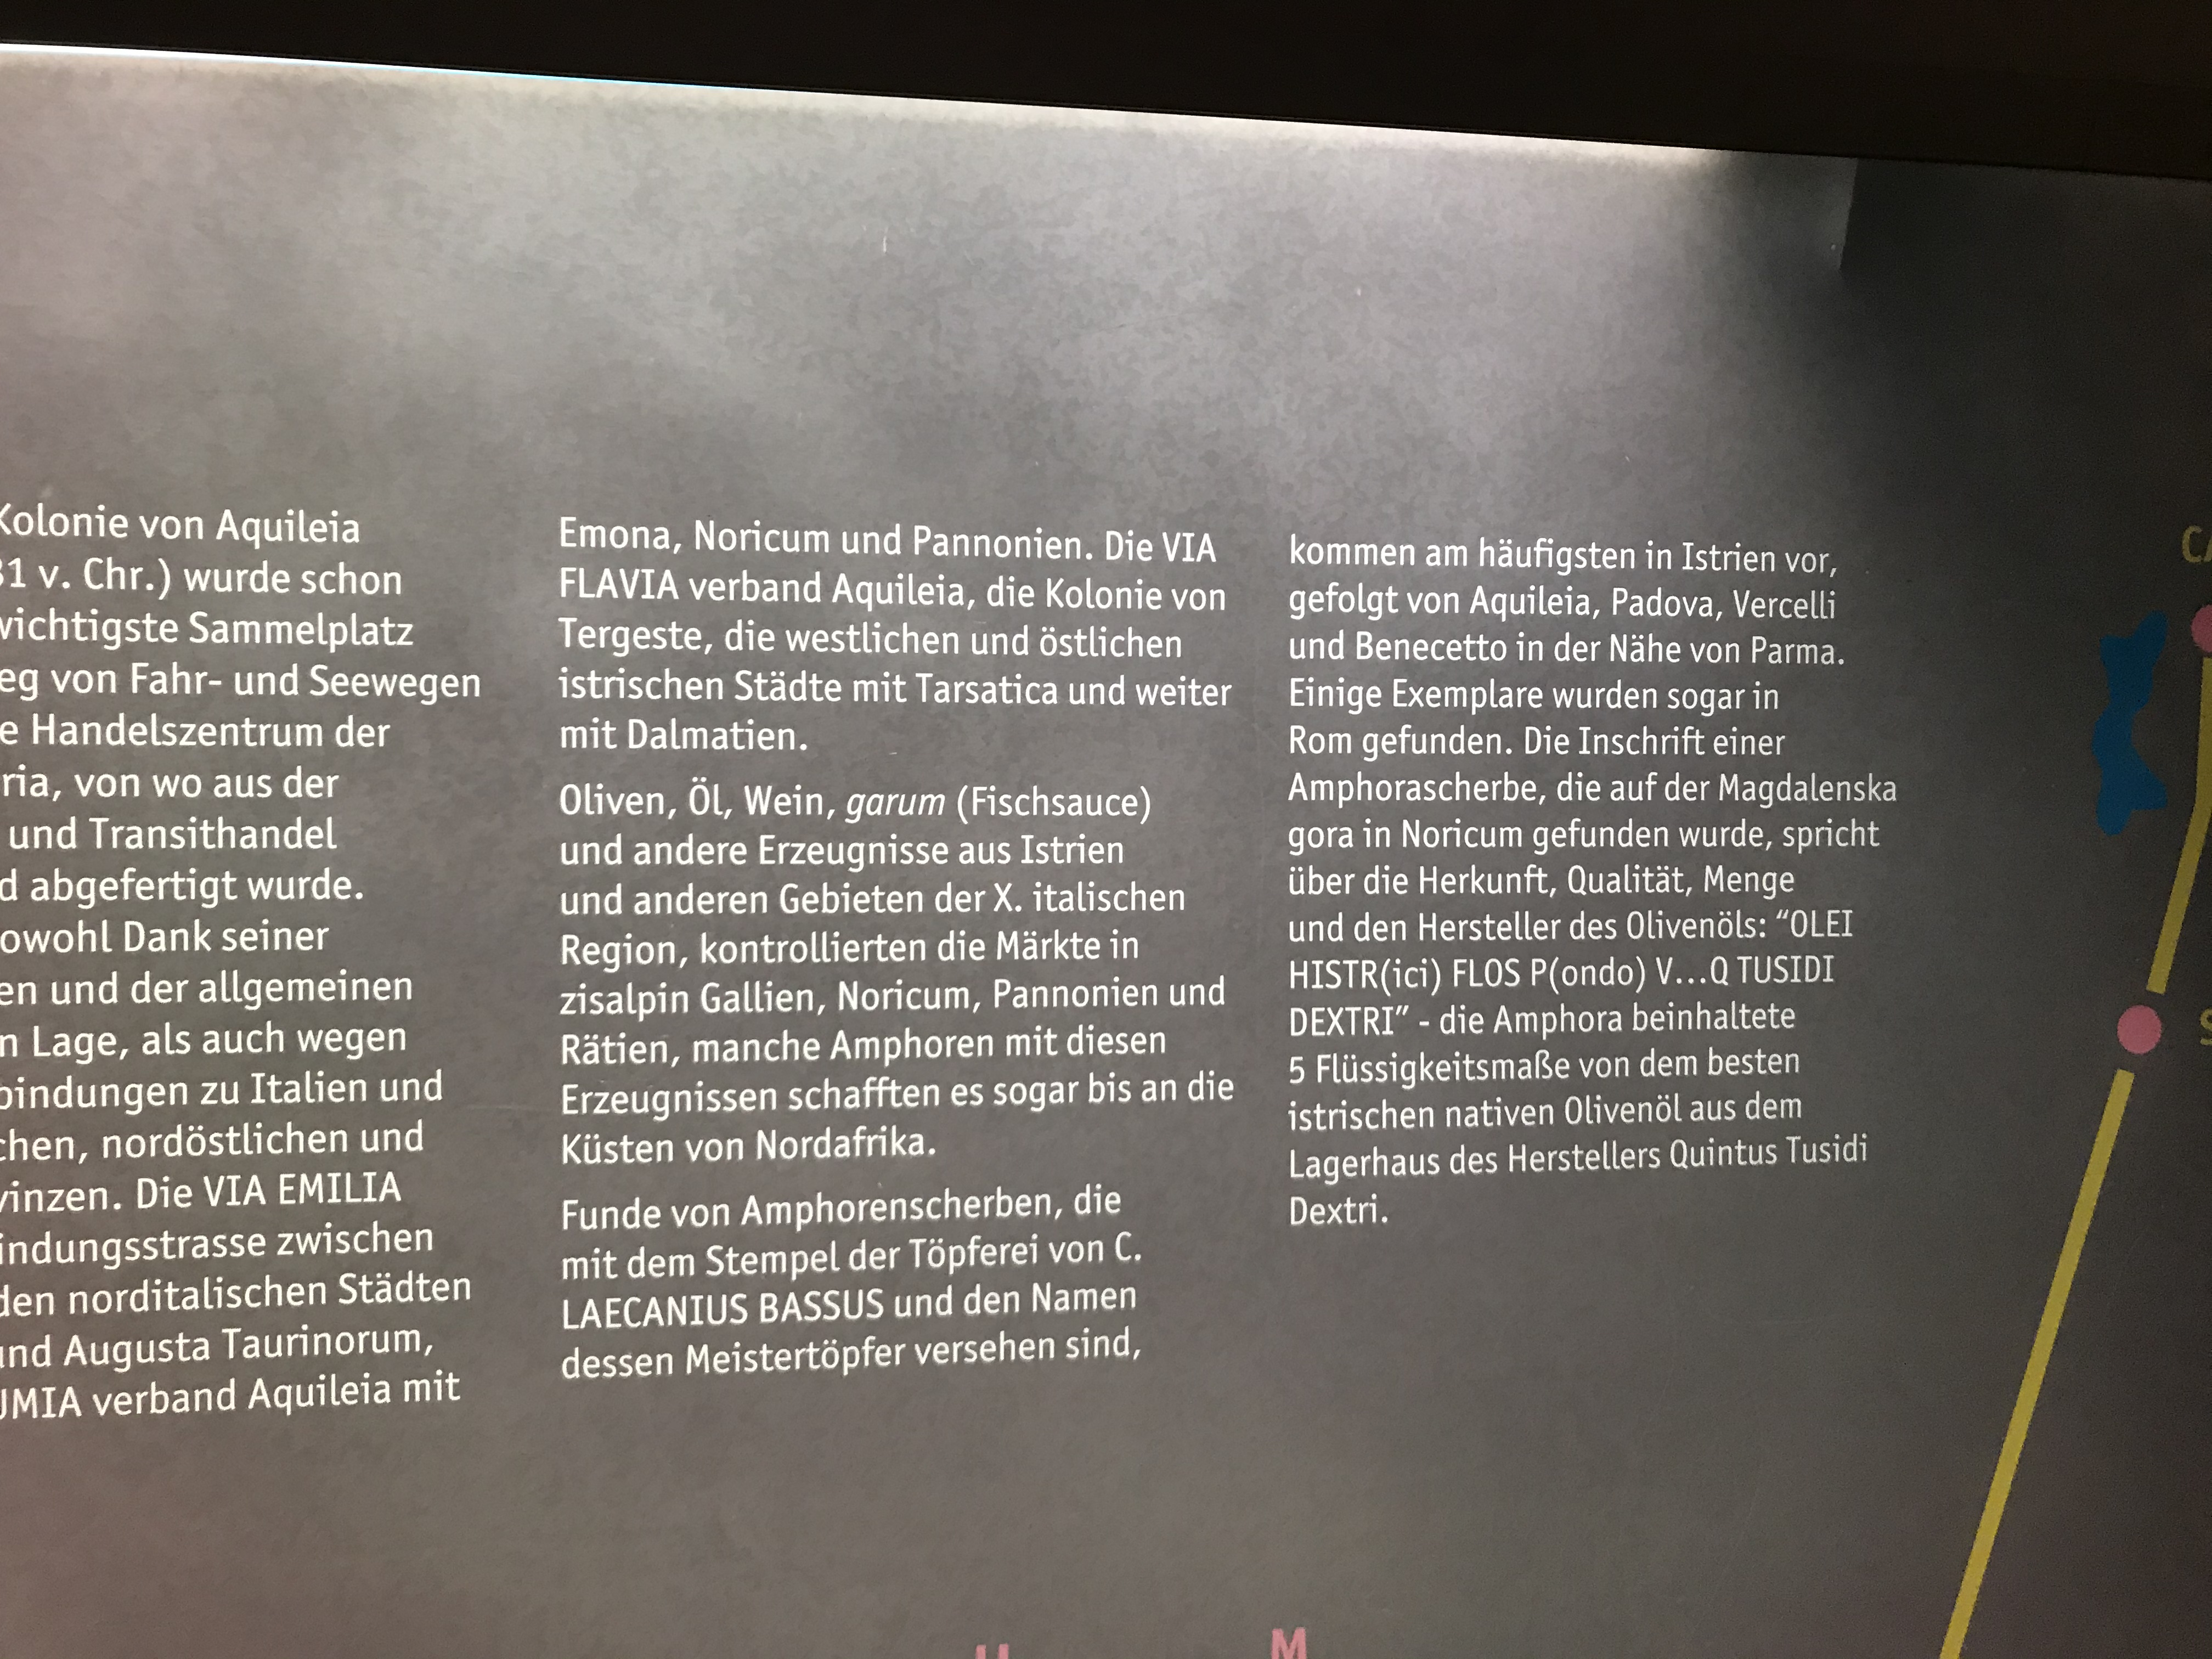 Kolonie von Aquileia
31 v. Chr.) wurde schon
wichtigste Sammelplatz
eg von Fahr- und Seewegen
e Handelszentrum der
ria, von wo aus der
und Transithandel
d abgefertigt wurde.
owohl Dank seiner
en und der allgemeinen
n Lage, als auch wegen
bindungen zu Italien und
chen, nordöstlichen und
vinzen. Die VIA EMILIA
indungsstrasse zwischen
den norditalischen Städten
und Augusta Taurinorum,
UMIA verband Aquileia mit
Emona, Noricum und Pannonien. Die VIA
FLAVIA verband Aquileia, die Kolonie von
Tergeste, die westlichen und östlichen
istrischen Städte mit Tarsatica und weiter
mit Dalmatien.
Oliven, Öl, Wein, garum (Fischsauce)
und andere Erzeugnisse aus Istrien
und anderen Gebieten der X. italischen
Region, kontrollierten die Märkte in
zisalpin Gallien, Noricum, Pannonien und
Rätien, manche Amphoren mit diesen
Erzeugnissen schafften es sogar bis an die
Küsten von Nordafrika.
Funde von Amphorenscherben, die
mit dem Stempel der Töpferei von C.
LAECANIUS BASSUS und den Namen
dessen Meistertöpfer versehen sind,
kommen am häufigsten in Istrien vor,
gefolgt von Aquileia, Padova, Vercelli
und Benecetto in der Nähe von Parma.
Einige Exemplare wurden sogar in
Rom gefunden. Die Inschrift einer
Amphorascherbe, die auf der Magdalenska
gora in Noricum gefunden wurde, spricht
über die Herkunft, Qualität, Menge
und den Hersteller des Olivenöls: “OLEI
HISTR(ici) FLOS P(ondo) V...Q TUSIDI
DEXTRI” - die Amphora beinhaltete
5 Flüssigkeitsmaße von dem besten
istrischen nativen Olivenöl aus dem
Lagerhaus des Herstellers Quintus Tusidi
Dextri.
M